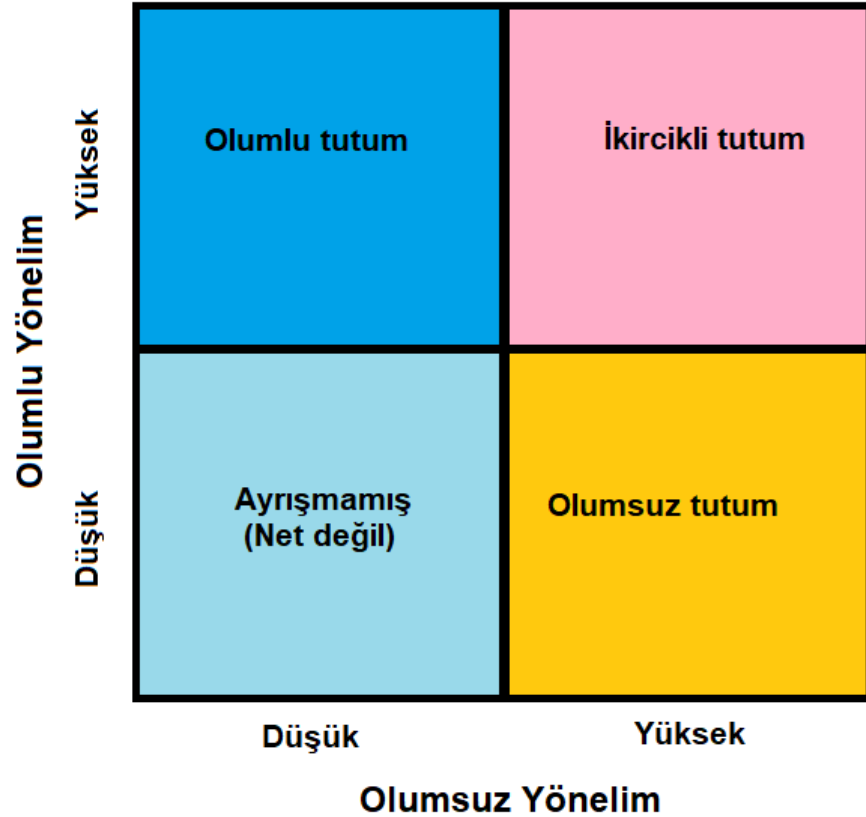 Olumlu Yönelim
Yüksek
Düşük
Olumlu tutum
İkircikli tutum
Ayrışmamış
(Net değil)
Olumsuz tutum
Düşük
Yüksek
Olumsuz Yönelim